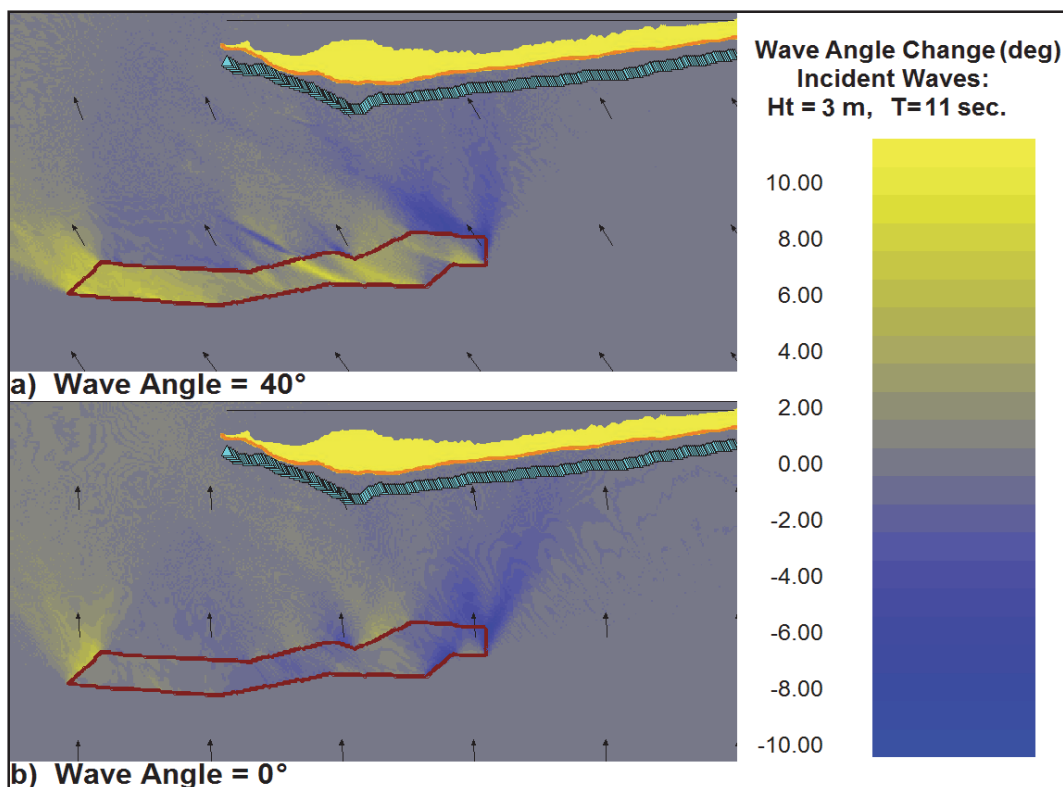 Wave Angle Change (deg)
Incident Waves:
Ht = 3 m, T=11 sec.
10.00
8.00
6.00
4.00
2.00
0.00
-2.00
-4.00
-6.00
-8.00
-10.00
a) Wave Angle = 40°
b) Wave Angle = 0°